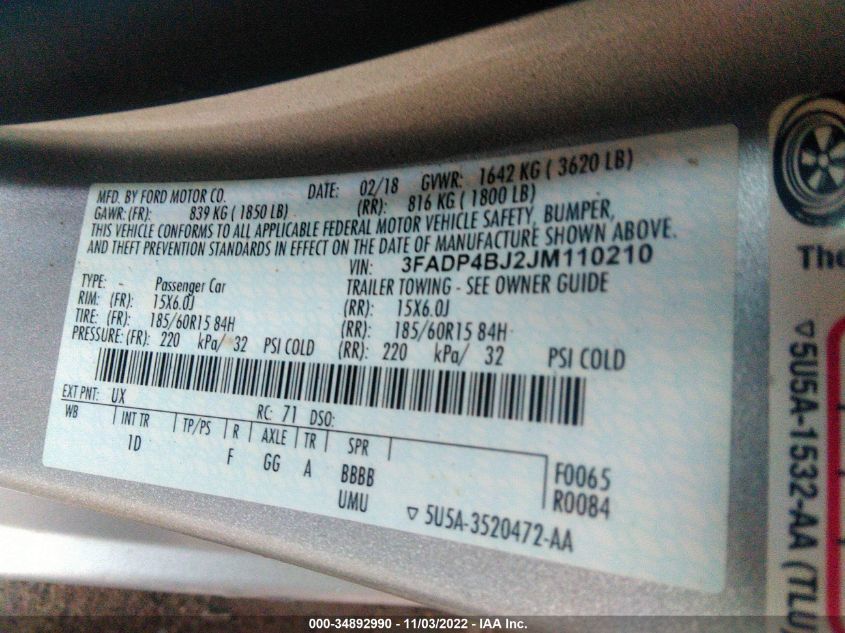 MFD. BY FORD MOTOR CO. DATE: 02/18 GVWR: 1642 KG ( 3620 LB)
GAWR: (FR): 839 KG ( 1850 LB) (RR): 816 KG ( 1800 LB)
THIS VEHICLE CONFORMS TO ALL APPLICABLE FEDERAL MOTOR VEHICLE SAFETY, BUMPER,
AND THEFT PREVENTION STANDARDS IN EFFECT ON THE DATE OF MANUFACTURE SHOWN ABOVE.
VIN: 3FADP4BJ2JM110210
TYPE: Passenger Car TRAILER TOWING - SEE OWNER GUIDE
RIM: (FR): 15X6.0J (RR): 15X6.0J
TIRE: (FR): 185/60R15 84H (RR): 185/60R15 84H
PRESSURE: (FR): 220 kPa/ 32 PSI COLD (RR): 220 kPa/ 32 PSI COLD
EXT PNT: UX RC: 71 DSO:
WB INT TR TP/PS R AXLE TR SPR
1D F GG A BBBB F0065
UMU R0084
▽ 5U5A-3520472-AA
The
▽5U5A-1532-AA (TLU
000-34892990 - 11/03/2022 - IAA Inc.